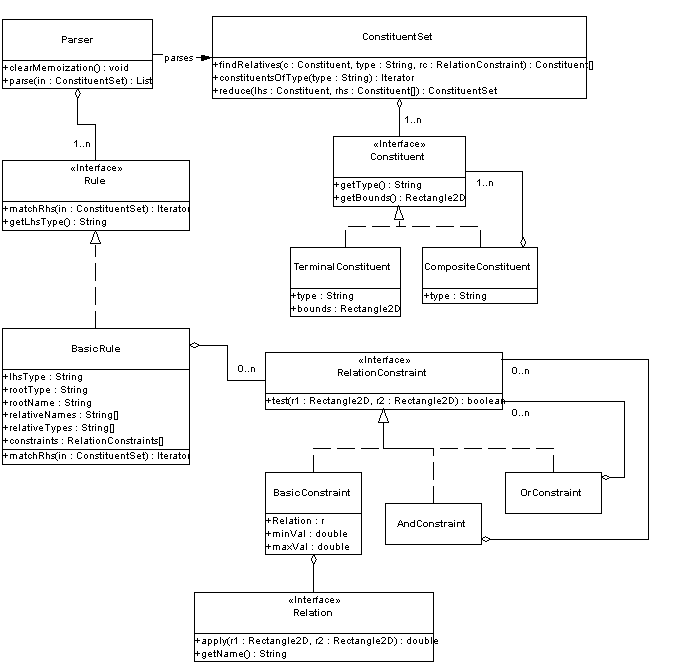 Parser
+clearMemoization() : void
+parse(in : ConstituentSet) : List
parses
ConstituentSet
+findRelatives(c : Constituent, type : String, rc : RelationConstraint) : Constituent[]
+constituentsOfType(type : String) : Iterator
+reduce(lhs : Constituent, rhs : Constituent[]) : ConstituentSet
1..n
1..n
«Interface»
Rule
+matchRhs(in : ConstituentSet) : Iterator
+getLhsType() : String
«Interface»
Constituent
+getType() : String
+getBounds() : Rectangle2D
1..n
TerminalConstituent
+type : String
+bounds : Rectangle2D
CompositeConstituent
+type : String
BasicRule
+lhsType : String
+rootType : String
+rootName : String
+relativeNames : String[]
+relativeTypes : String[]
+constraints : RelationConstraints[]
+matchRhs(in : ConstituentSet) : Iterator
0..n
«Interface»
RelationConstraint
+test(r1 : Rectangle2D, r2 : Rectangle2D) : boolean
0..n
0..n
BasicConstraint
+Relation : r
+minVal : double
+maxVal : double
AndConstraint
OrConstraint
«Interface»
Relation
+apply(r1 : Rectangle2D, r2 : Rectangle2D) : double
+getName() : String